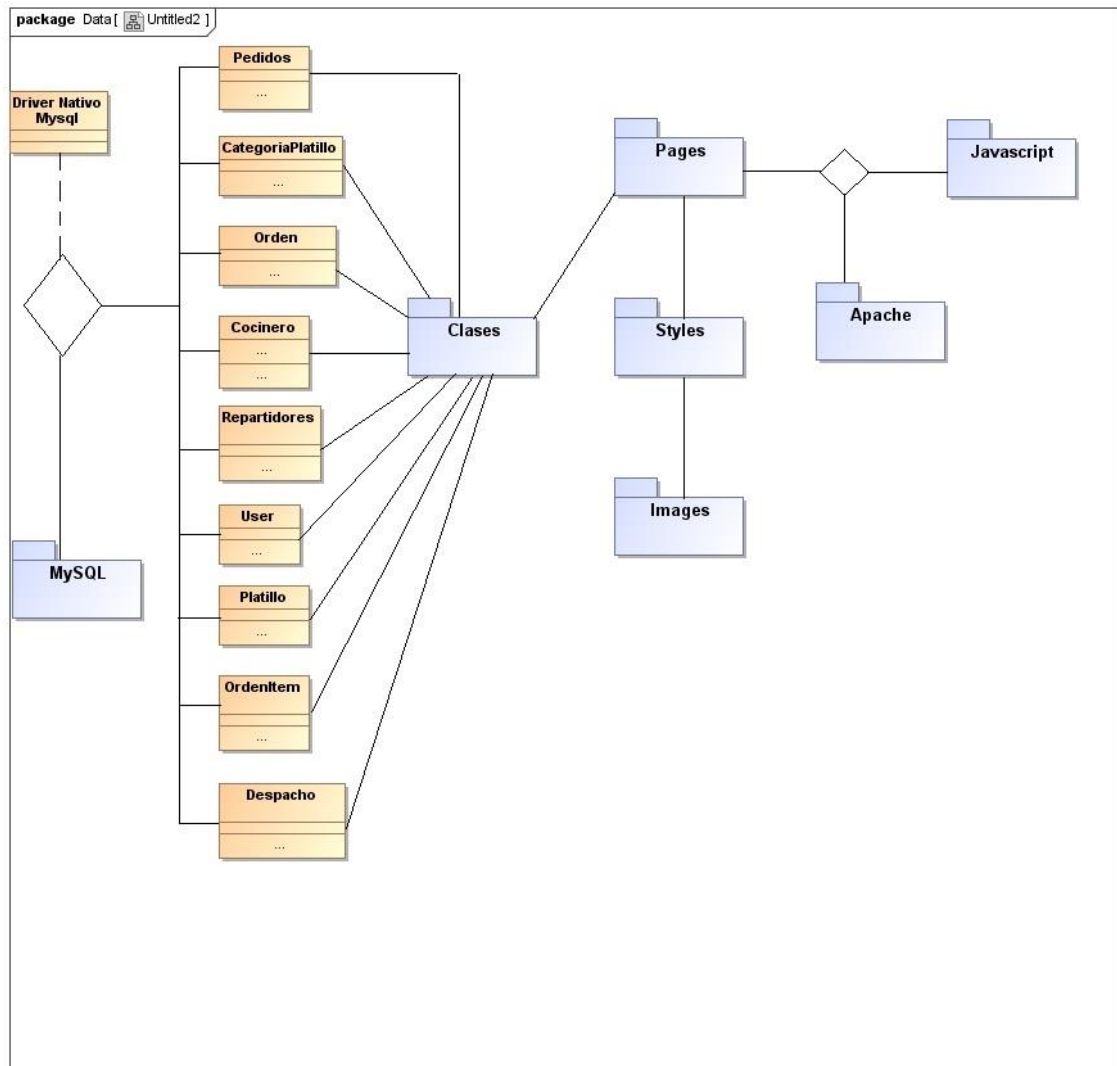 package Data [ Untitled2 ]
Driver Nativo
Mysql
Pedidos
...
CategoriaPlatillo
...
Orden
...
Cocinero
...
...
Repartidores
...
User
...
Platillo
...
OrdenItem
...
Despacho
...
MySQL
Clases
Pages
Styles
Images
Javascript
Apache